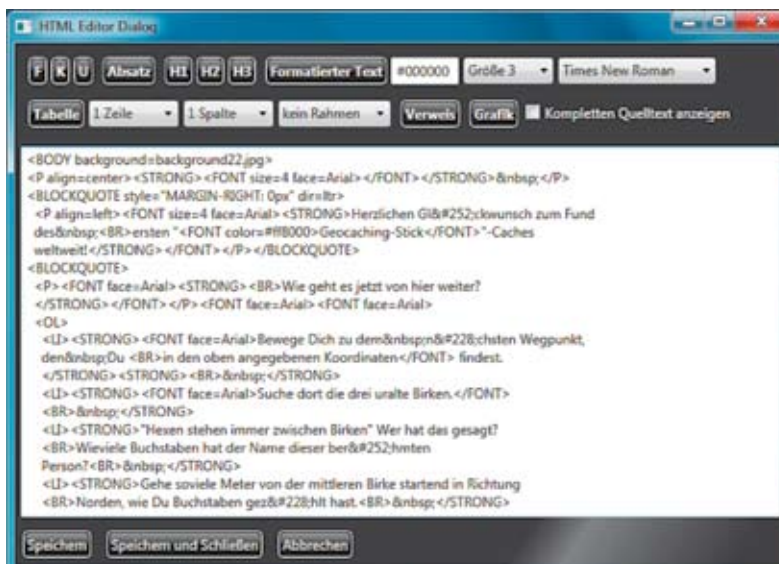 HTML Editor Dialog
F K U Absatz H1 H2 H3 Formatierter Text #000000 Größe 3 Times New Roman
Tabelle 1 Zeile 1 Spalte kein Rahmen Verweis Grafik Kompletten Quelltext anzeigen
<BODY background=background22.jpg>
<P align=center><STRONG><FONT size=4 face=Arial></FONT></STRONG>&nbsp;</P>
<BLOCKQUOTE style="MARGIN-RIGHT: 0px" dir=ltr>
<P align=left><FONT size=4 face=Arial><STRONG>Herzlichen Gl&#252;ckwunsch zum Fund
des&nbsp;<BR>ersten "<FONT color=#ff8000>Geocaching-Stick</FONT>"-Caches
weltweit!</STRONG></FONT></P></BLOCKQUOTE>
<BLOCKQUOTE>
<P><FONT face=Arial><STRONG><BR>Wie geht es jetzt von hier weiter?
</STRONG></FONT></P><FONT face=Arial><FONT face=Arial>
<OL>
<LI><STRONG><FONT face=Arial>Bewege Dich zu dem&nbsp;n&#228;chsten Wegpunkt,
den&nbsp;Du <BR>in den oben angegebenen Koordinaten</FONT> findest.
</STRONG><STRONG><BR>&nbsp;</STRONG>
<LI><STRONG><FONT face=Arial>Suche dort die drei uralte Birken.</FONT>
<BR>&nbsp;</STRONG>
<LI><STRONG>"Hexen stehen immer zwischen Birken" Wer hat das gesagt?
<BR>Wieviele Buchstaben hat der Name dieser ber&#252;hmten
Person?<BR>&nbsp;</STRONG>
<LI><STRONG>Gehe soviele Meter von der mittleren Birke startend in Richtung
<BR>Norden, wie Du Buchstaben gez&#228;hlt hast.<BR>&nbsp;</STRONG>
Speichern Speichern und Schließen Abbrechen